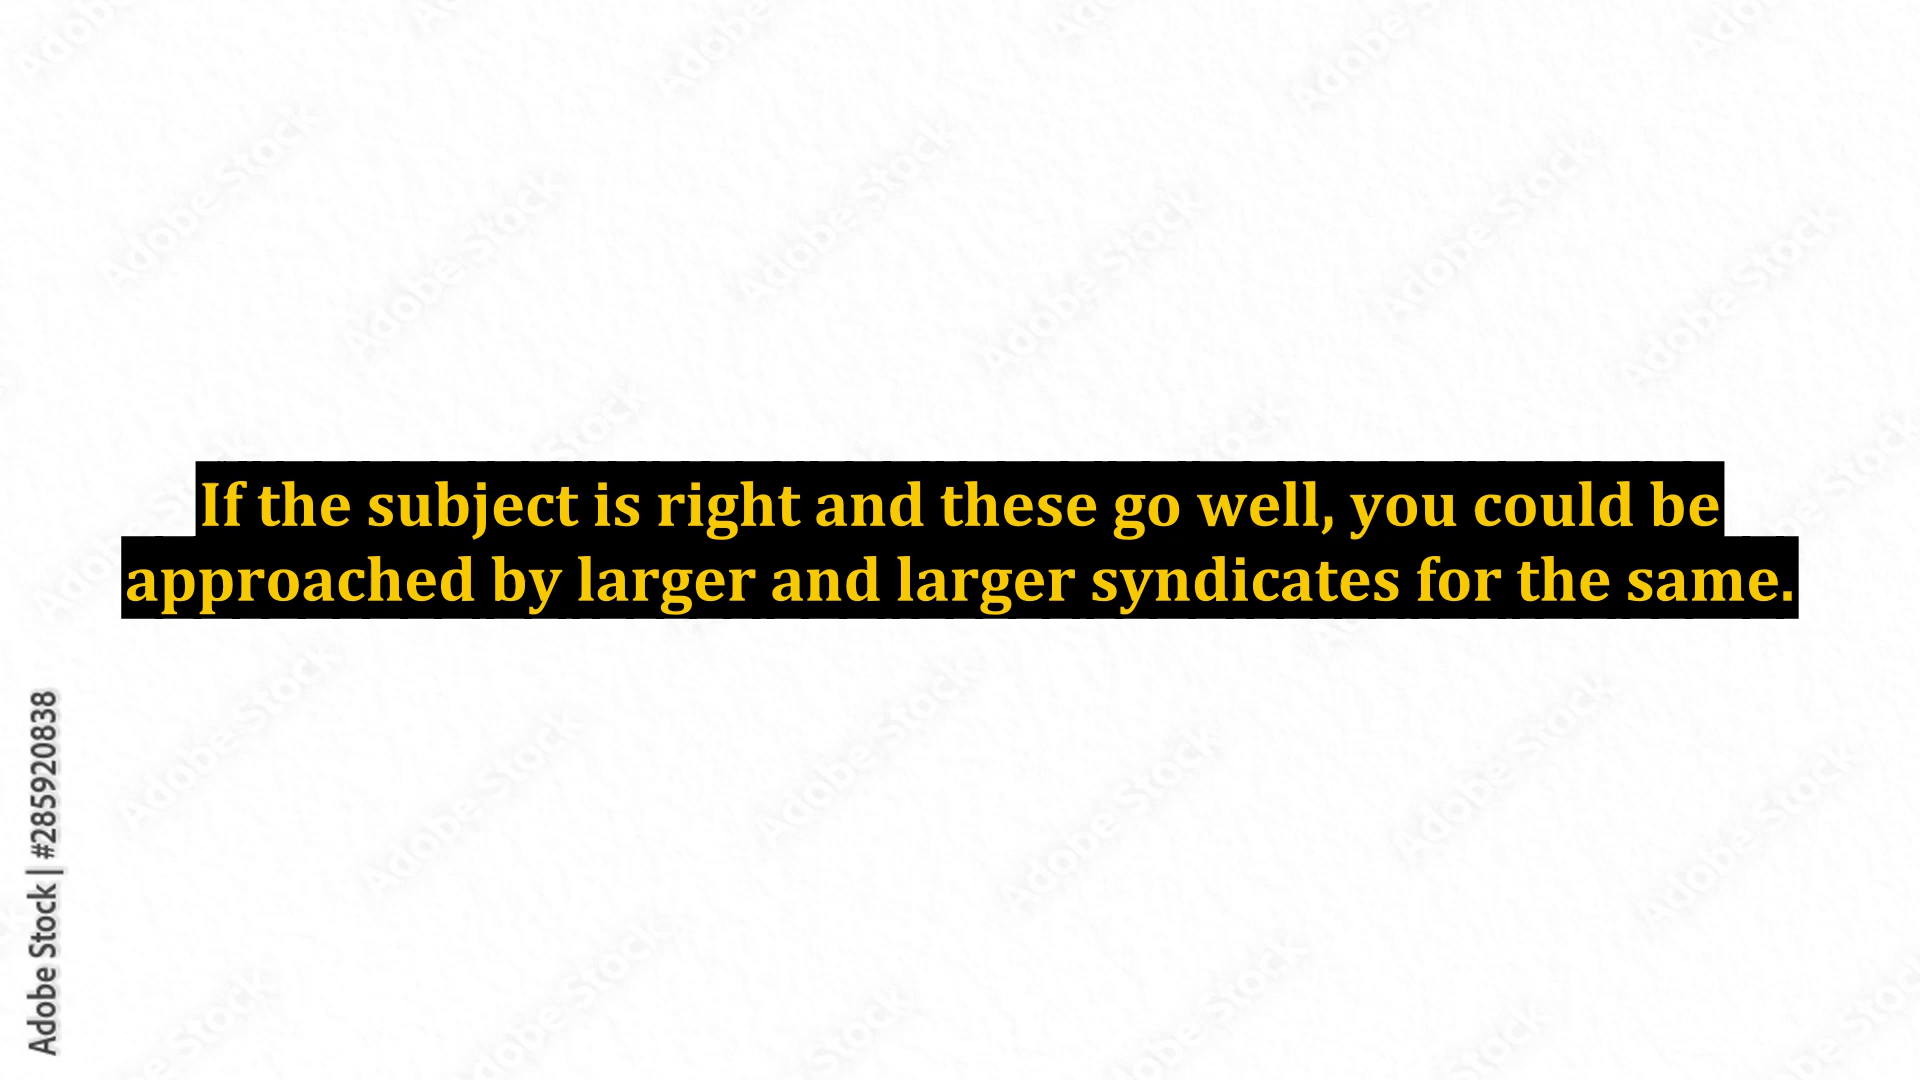 If the subject is right and these go well, you could be
approached by larger and larger syndicates for the same.
Adobe Stock | #285920838